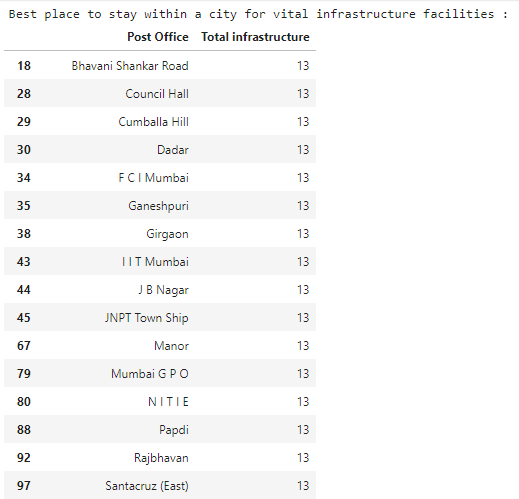 Best place to stay within a city for vital infrastructure facilities :
Post Office Total infrastructure
18 Bhavani Shankar Road 13
28 Council Hall 13
29 Cumballa Hill 13
30 Dadar 13
34 F C I Mumbai 13
35 Ganeshpuri 13
38 Girgaon 13
43 I I T Mumbai 13
44 J B Nagar 13
45 JNPT Town Ship 13
67 Manor 13
79 Mumbai G P O 13
80 N I T I E 13
88 Papdi 13
92 Rajbhavan 13
97 Santacruz (East) 13